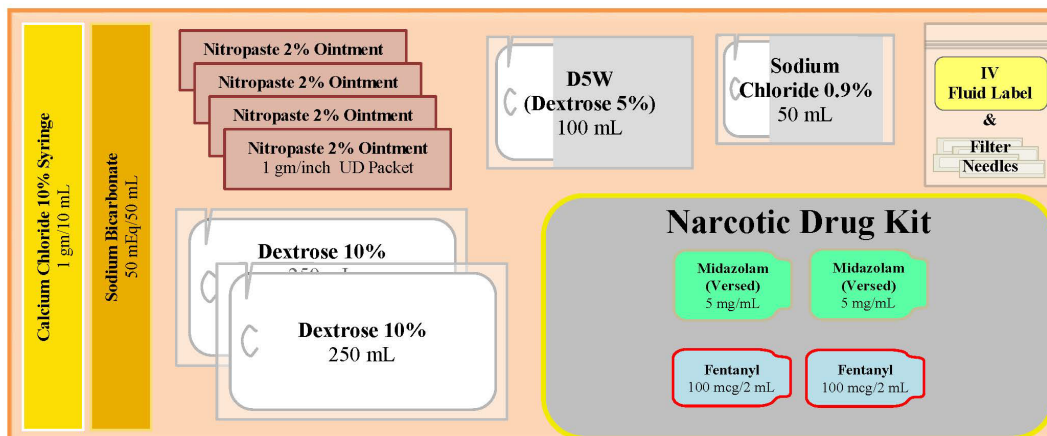 Calcium Chloride 10% Syringe
1 gm/10 mL
Sodium Bicarbonate
50 mEq/50 mL
Nitropaste 2% Ointment
Nitropaste 2% Ointment
Nitropaste 2% Ointment
Nitropaste 2% Ointment
1 gm/inch UD Packet
D5W
(Dextrose 5%)
100 mL
Sodium
Chloride 0.9%
50 mL
IV
Fluid Label
&
Filter
Needles
Dextrose 10%
250 mL
Dextrose 10%
250 mL
Narcotic Drug Kit
Midazolam
(Versed)
5 mg/mL
Midazolam
(Versed)
5 mg/mL
Fentanyl
100 mcg/2 mL
Fentanyl
100 mcg/2 mL